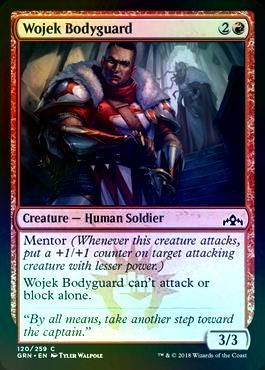 Wojek Bodyguard 2
Creature — Human Soldier
Mentor (Whenever this creature attacks,
put a +1/+1 counter on target attacking
creature with lesser power.)
Wojek Bodyguard can't attack or
block alone.
"By all means, take another step toward
the captain."
3/3
120/259 C
GRN • EN Tyler Walpole
™ & © 2018 Wizards of the Coast